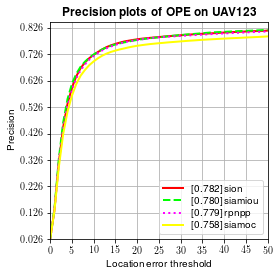 Precision plots of OPE on UAV123
0.826
0.726
0.626
0.526
0.426
0.326
0.226
0.126
0.026
Precision
[0.782]sion
[0.780]siamiou
[0.779]rpnpp
[0.758]siamoc
0 5 10 15 20 25 30 35 40 45 50
Location error threshold